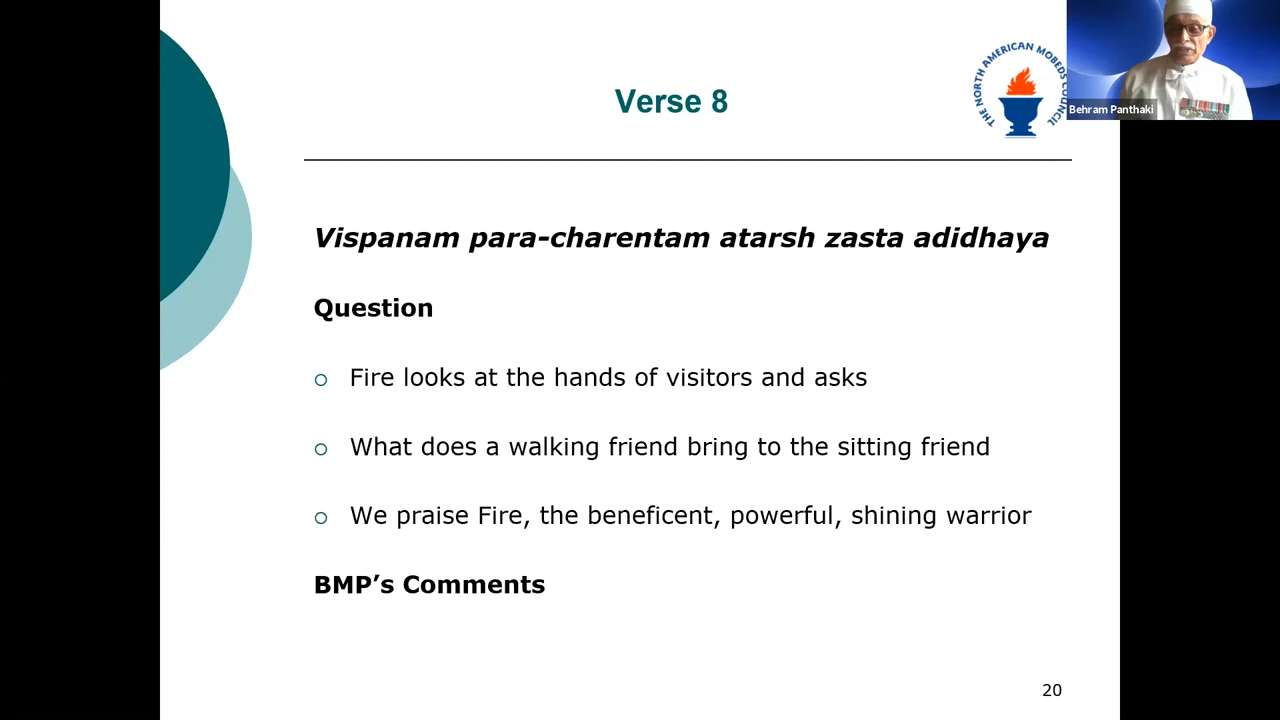 Verse 8
THE NORTH AMERICAN MOBEDS COUNCIL
Behram Panthaki
Vispanam para-charentam atarsh zasta adidhaya
Question
Fire looks at the hands of visitors and asks
What does a walking friend bring to the sitting friend
We praise Fire, the beneficent, powerful, shining warrior
BMP’s Comments
20